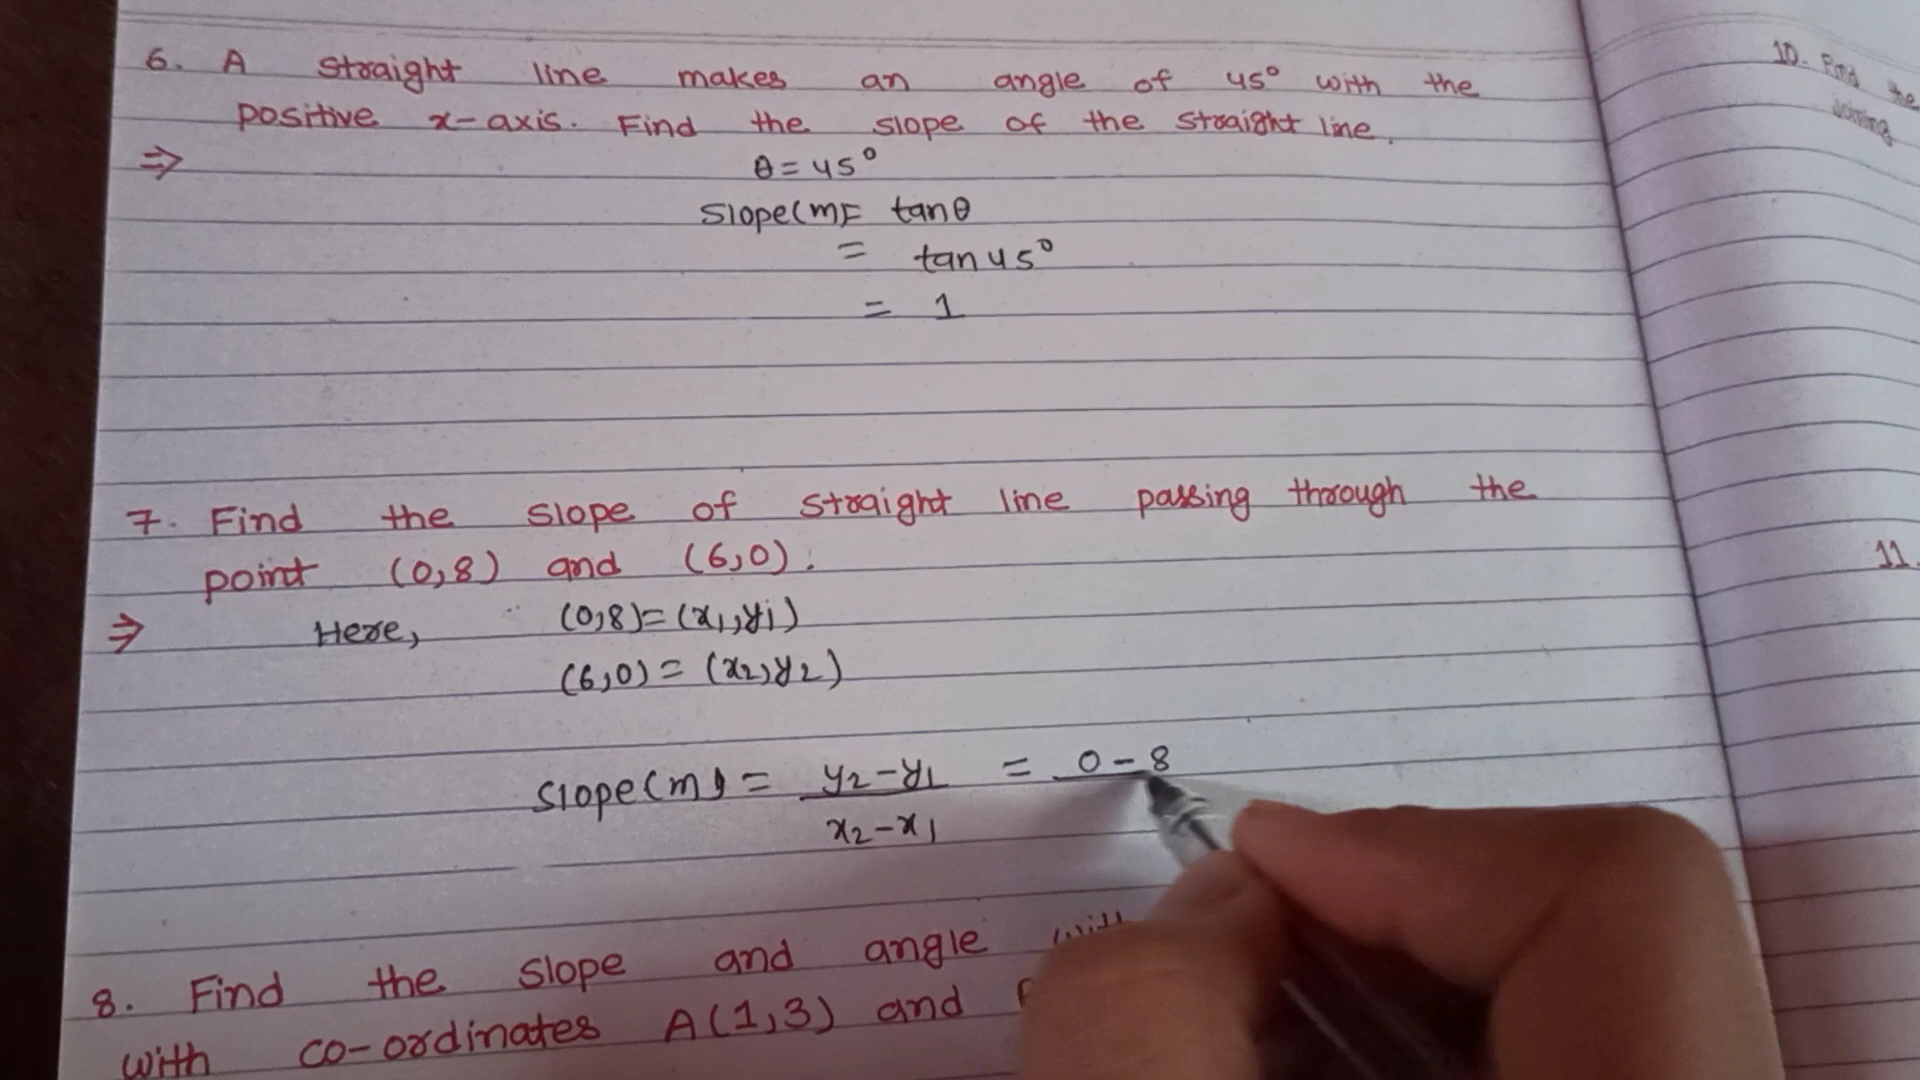 6. A straight line makes an angle of 45° with the
positive x-axis. Find the slope of the straight line.
⇒ θ = 45°
Slope(m)= tanθ
= tan 45°
= 1
7. Find the slope of straight line passing through the
point (0,8) and (6,0).
⇒ Here, (0,8)= (x₁,y₁)
(6,0) = (x₂,y₂)
Slope(m) = y₂-y₁ = 0-8
x₂-x₁
8. Find the slope and angle with
with co-ordinates A(1,3) and
10. Find the
Joining
11.